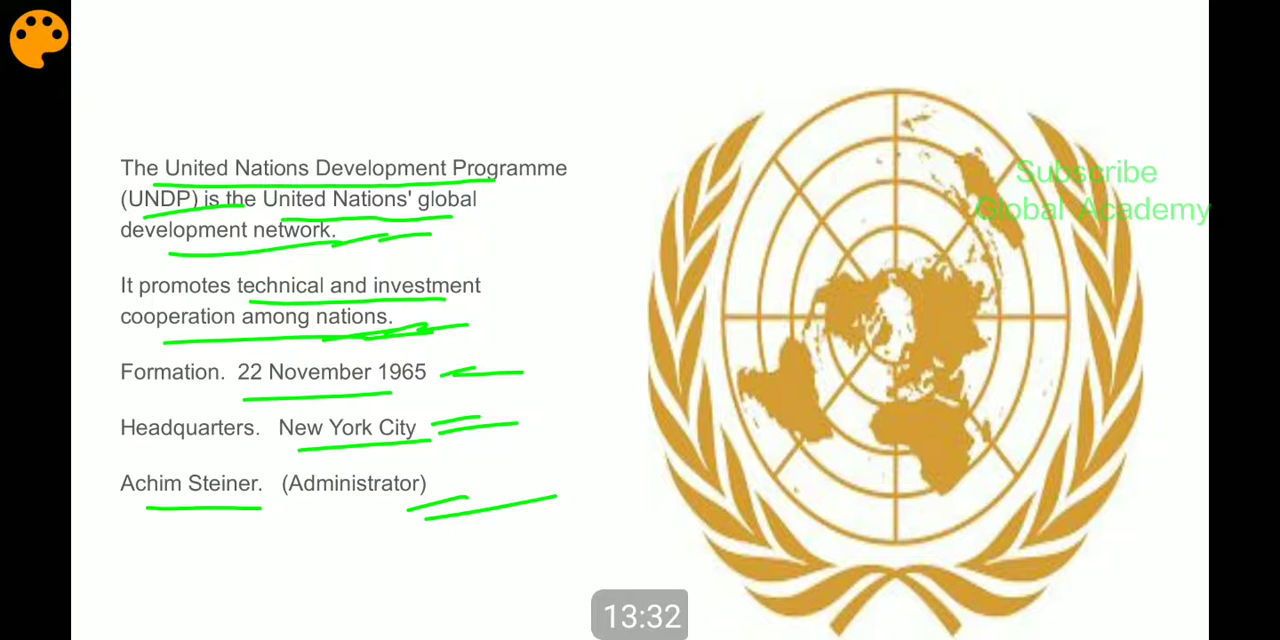 The United Nations Development Programme
(UNDP) is the United Nations' global
development network.
It promotes technical and investment
cooperation among nations.
Formation. 22 November 1965
Headquarters. New York City
Achim Steiner. (Administrator)
Subscribe
Global Academy
13:32